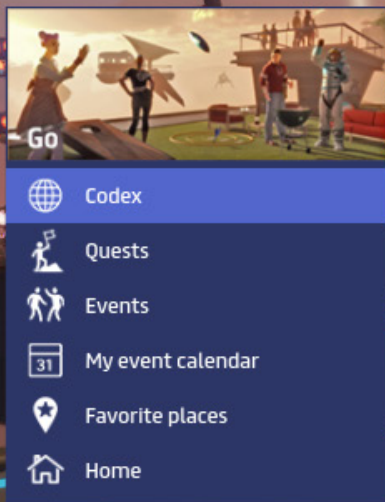 Go
Codex
Quests
Events
31
My event calendar
Favorite places
Home